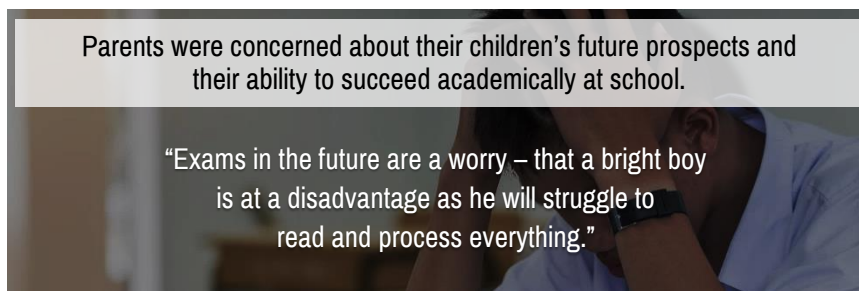 Parents were concerned about their children’s future prospects and
their ability to succeed academically at school.
“Exams in the future are a worry – that a bright boy
is at a disadvantage as he will struggle to
read and process everything.”